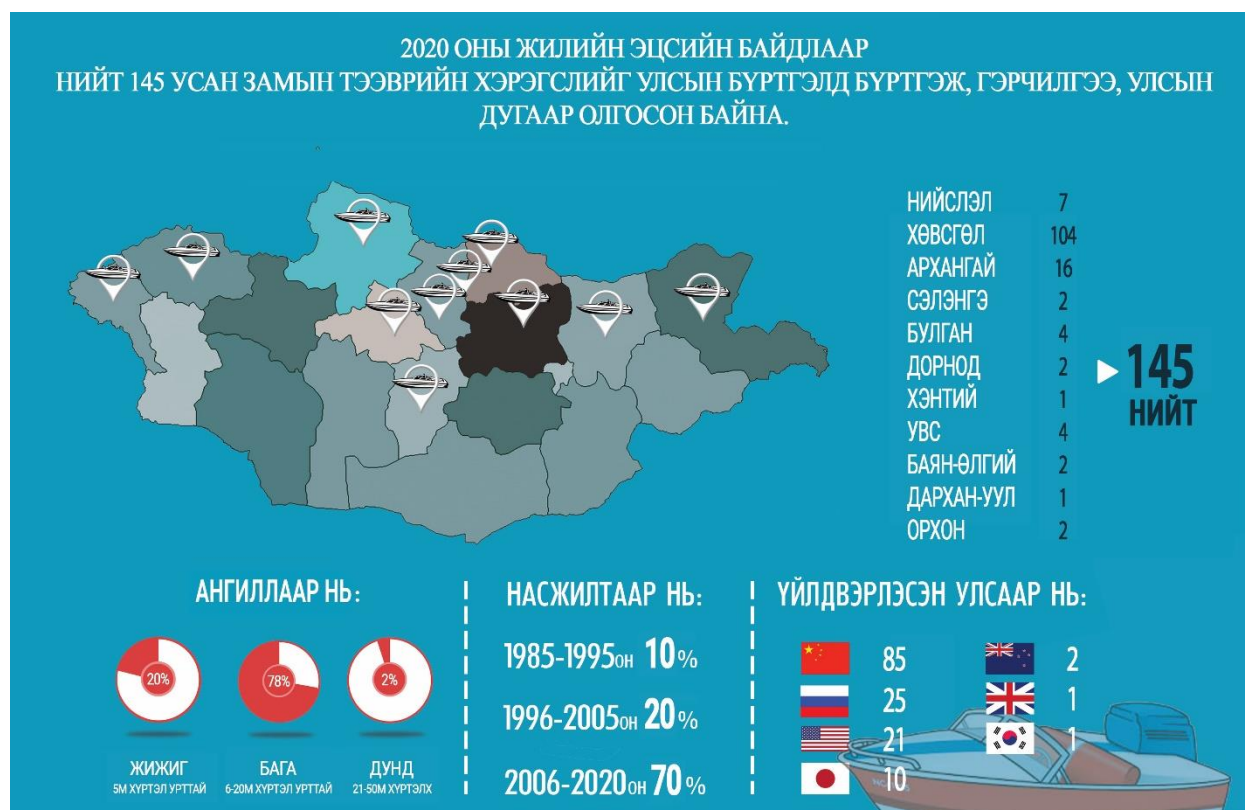 2020 ОНЫ ЖИЛИЙН ЭЦСИЙН БАЙДЛААР
НИЙТ 145 УСАН ЗАМЫН ТЭЭВРИЙН ХЭРЭГСЛИЙГ УЛСЫН БҮРТГЭЛД БҮРТГЭЖ, ГЭРЧИЛГЭЭ, УЛСЫН
ДУГААР ОЛГОСОН БАЙНА.
НИЙСЛЭЛ 7
ХӨВСГӨЛ 104
АРХАНГАЙ 16
СЭЛЭНГЭ 2
БУЛГАН 4
ДОРНОД 2
ХЭНТИЙ 1
УВС 4
БАЯН-ӨЛГИЙ 2
ДАРХАН-УУЛ 1
ОРХОН 2
145
НИЙТ
АНГИЛЛААР НЬ:
20%
78%
2%
ЖИЖИГ
5М ХҮРТЭЛ УРТТАЙ
БАГА
6-20М ХҮРТЭЛ УРТТАЙ
ДУНД
21-50М ХҮРТЭЛХ
НАСЖИЛТААР НЬ:
1985-1995ОН 10%
1996-2005ОН 20%
2006-2020ОН 70%
ҮЙЛДВЭРЛЭСЭН УЛСААР НЬ:
85
25
21
10
2
1
1